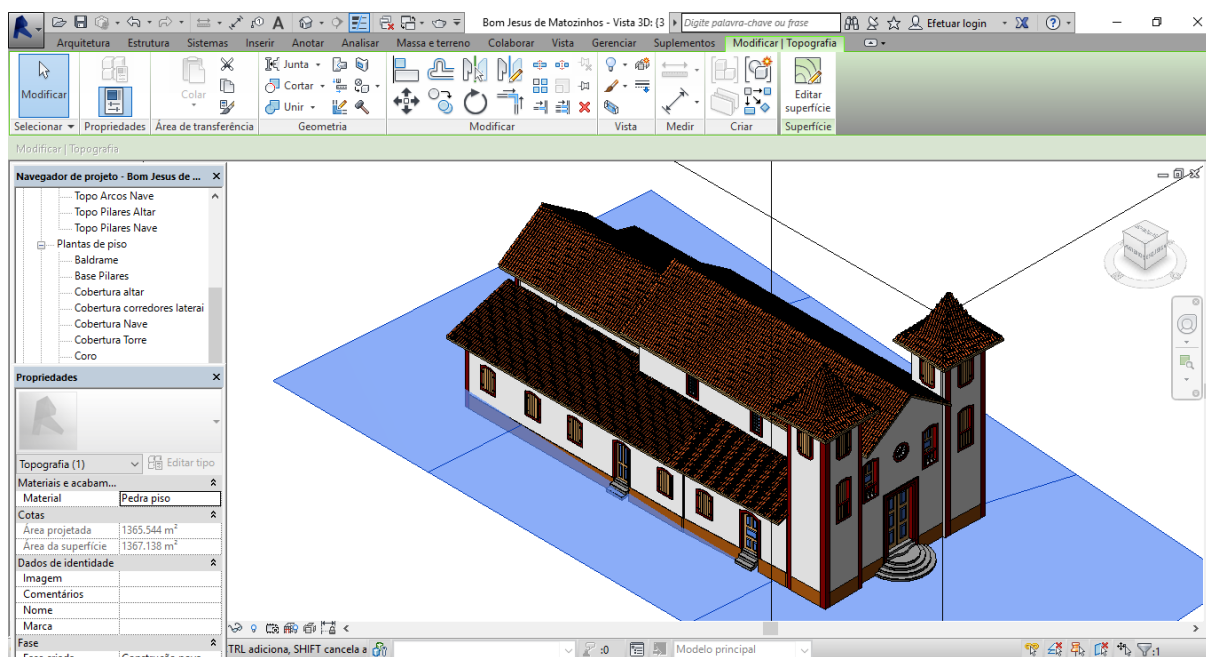 Bom Jesus de Matozinhos - Vista 3D: {3
Digite palavra-chave ou frase
Efetuar login
Arquitetura Estrutura Sistemas Inserir Anotar Analisar Massa e terreno Colaborar Vista Gerenciar Suplementos Modificar | Topografia
Modificar
Colar
Junta
Cortar
Unir
Editar
superfície
Selecionar Propriedades Área de transferência Geometria Modificar Vista Medir Criar Superfície
Modificar | Topografia
Navegador de projeto - Bom Jesus de ...
Topo Arcos Nave
Topo Pilares Altar
Topo Pilares Nave
Plantas de piso
Baldrame
Base Pilares
Cobertura altar
Cobertura corredores laterai
Cobertura Nave
Cobertura Torre
Coro
Propriedades
Topografia (1) Editar tipo
Materiais e acabam...
Material Pedra piso
Cotas
Área projetada 1365.544 m²
Área da superfície 1367.138 m²
Dados de identidade
Imagem
Comentários
Nome
Marca
Fase
Fase criada Construção nova
TRL adiciona, SHIFT cancela a :0 Modelo principal :1